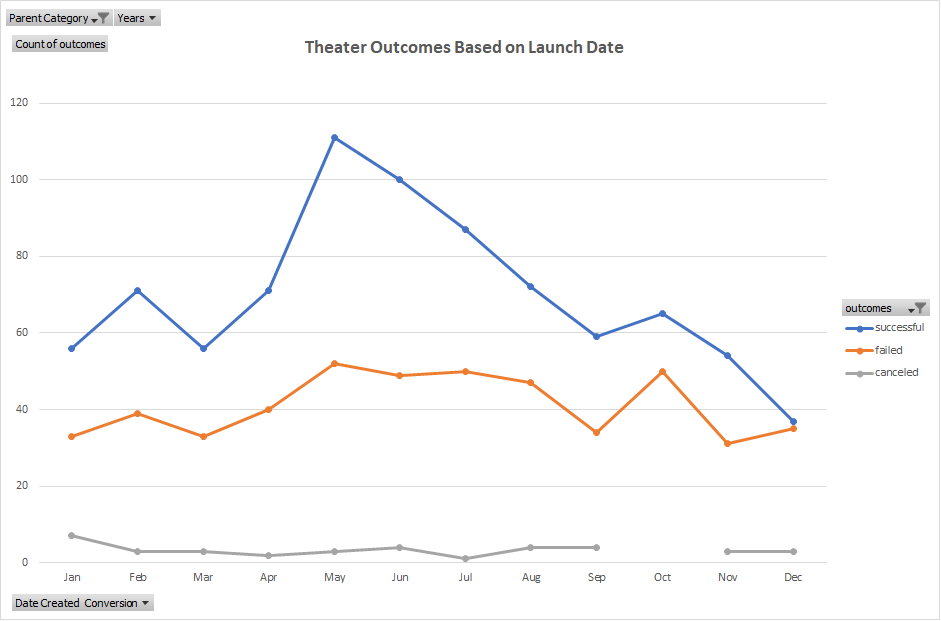 Parent Category Years
Count of outcomes
Theater Outcomes Based on Launch Date
120
100
80
60
40
20
0
Jan Feb Mar Apr May Jun Jul Aug Sep Oct Nov Dec
outcomes
successful
failed
canceled
Date Created Conversion